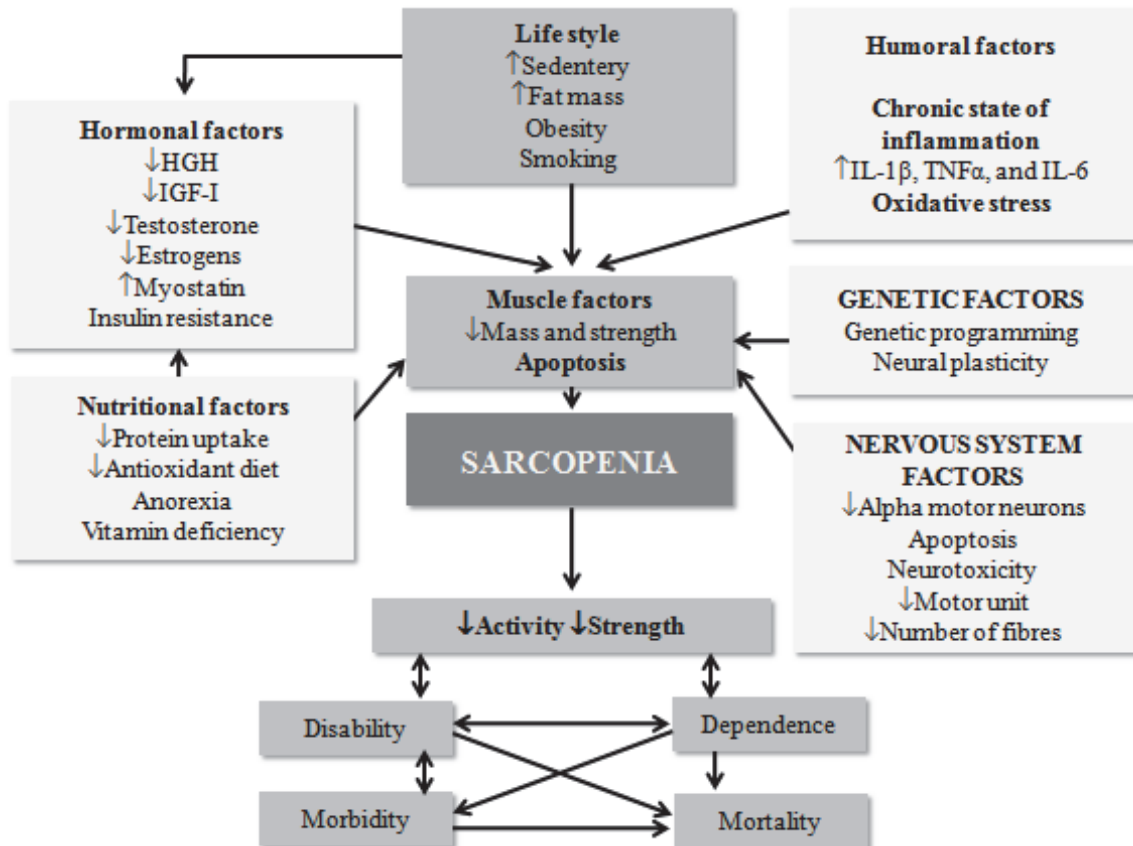 Life style
↑Sedentery
↑Fat mass
Obesity
Smoking
Humoral factors
Chronic state of
inflammation
↑IL-1β, TNFα, and IL-6
Oxidative stress
Hormonal factors
↓HGH
↓IGF-I
↓Testosterone
↓Estrogens
↑Myostatin
Insulin resistance
Muscle factors
↓Mass and strength
Apoptosis
GENETIC FACTORS
Genetic programming
Neural plasticity
Nutritional factors
↓Protein uptake
↓Antioxidant diet
Anorexia
Vitamin deficiency
SARCOPENIA
NERVOUS SYSTEM
FACTORS
↓Alpha motor neurons
Apoptosis
Neurotoxicity
↓Motor unit
↓Number of fibres
↓Activity ↓Strength
Disability
Dependence
Morbidity
Mortality